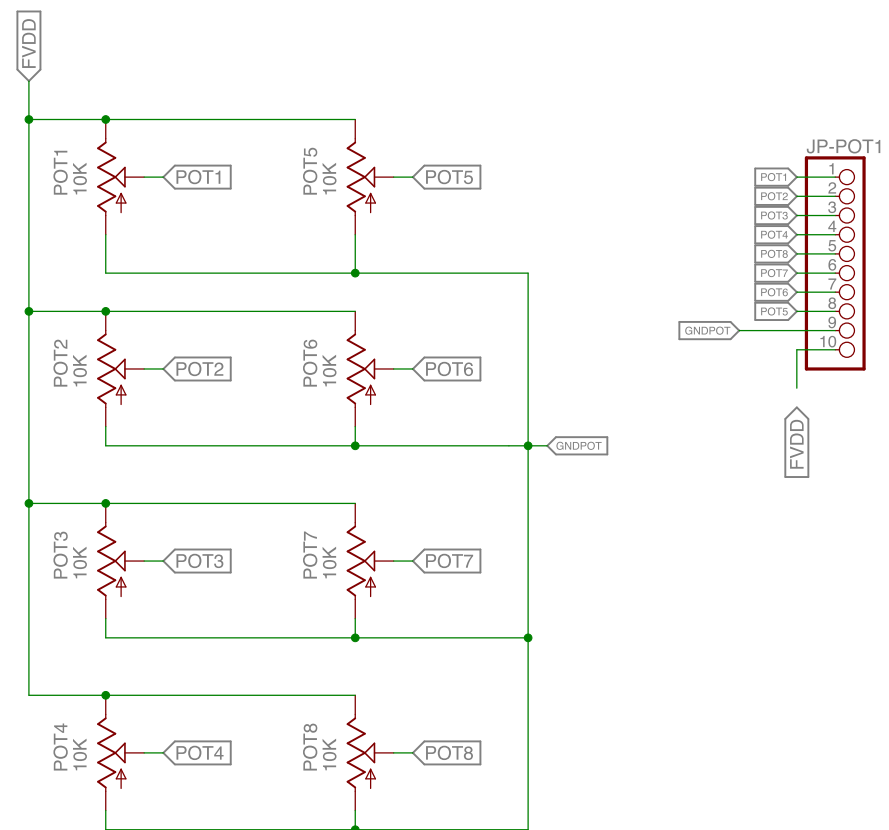 FVDD
POT1
10K
POT1
POT5
10K
POT5
POT2
10K
POT2
POT6
10K
POT6
GNDPOT
POT3
10K
POT3
POT7
10K
POT7
POT4
10K
POT4
POT8
10K
POT8
JP-POT1
POT1 1
POT2 2
POT3 3
POT4 4
POT8 5
POT7 6
POT6 7
POT5 8
GNDPOT 9
10
FVDD